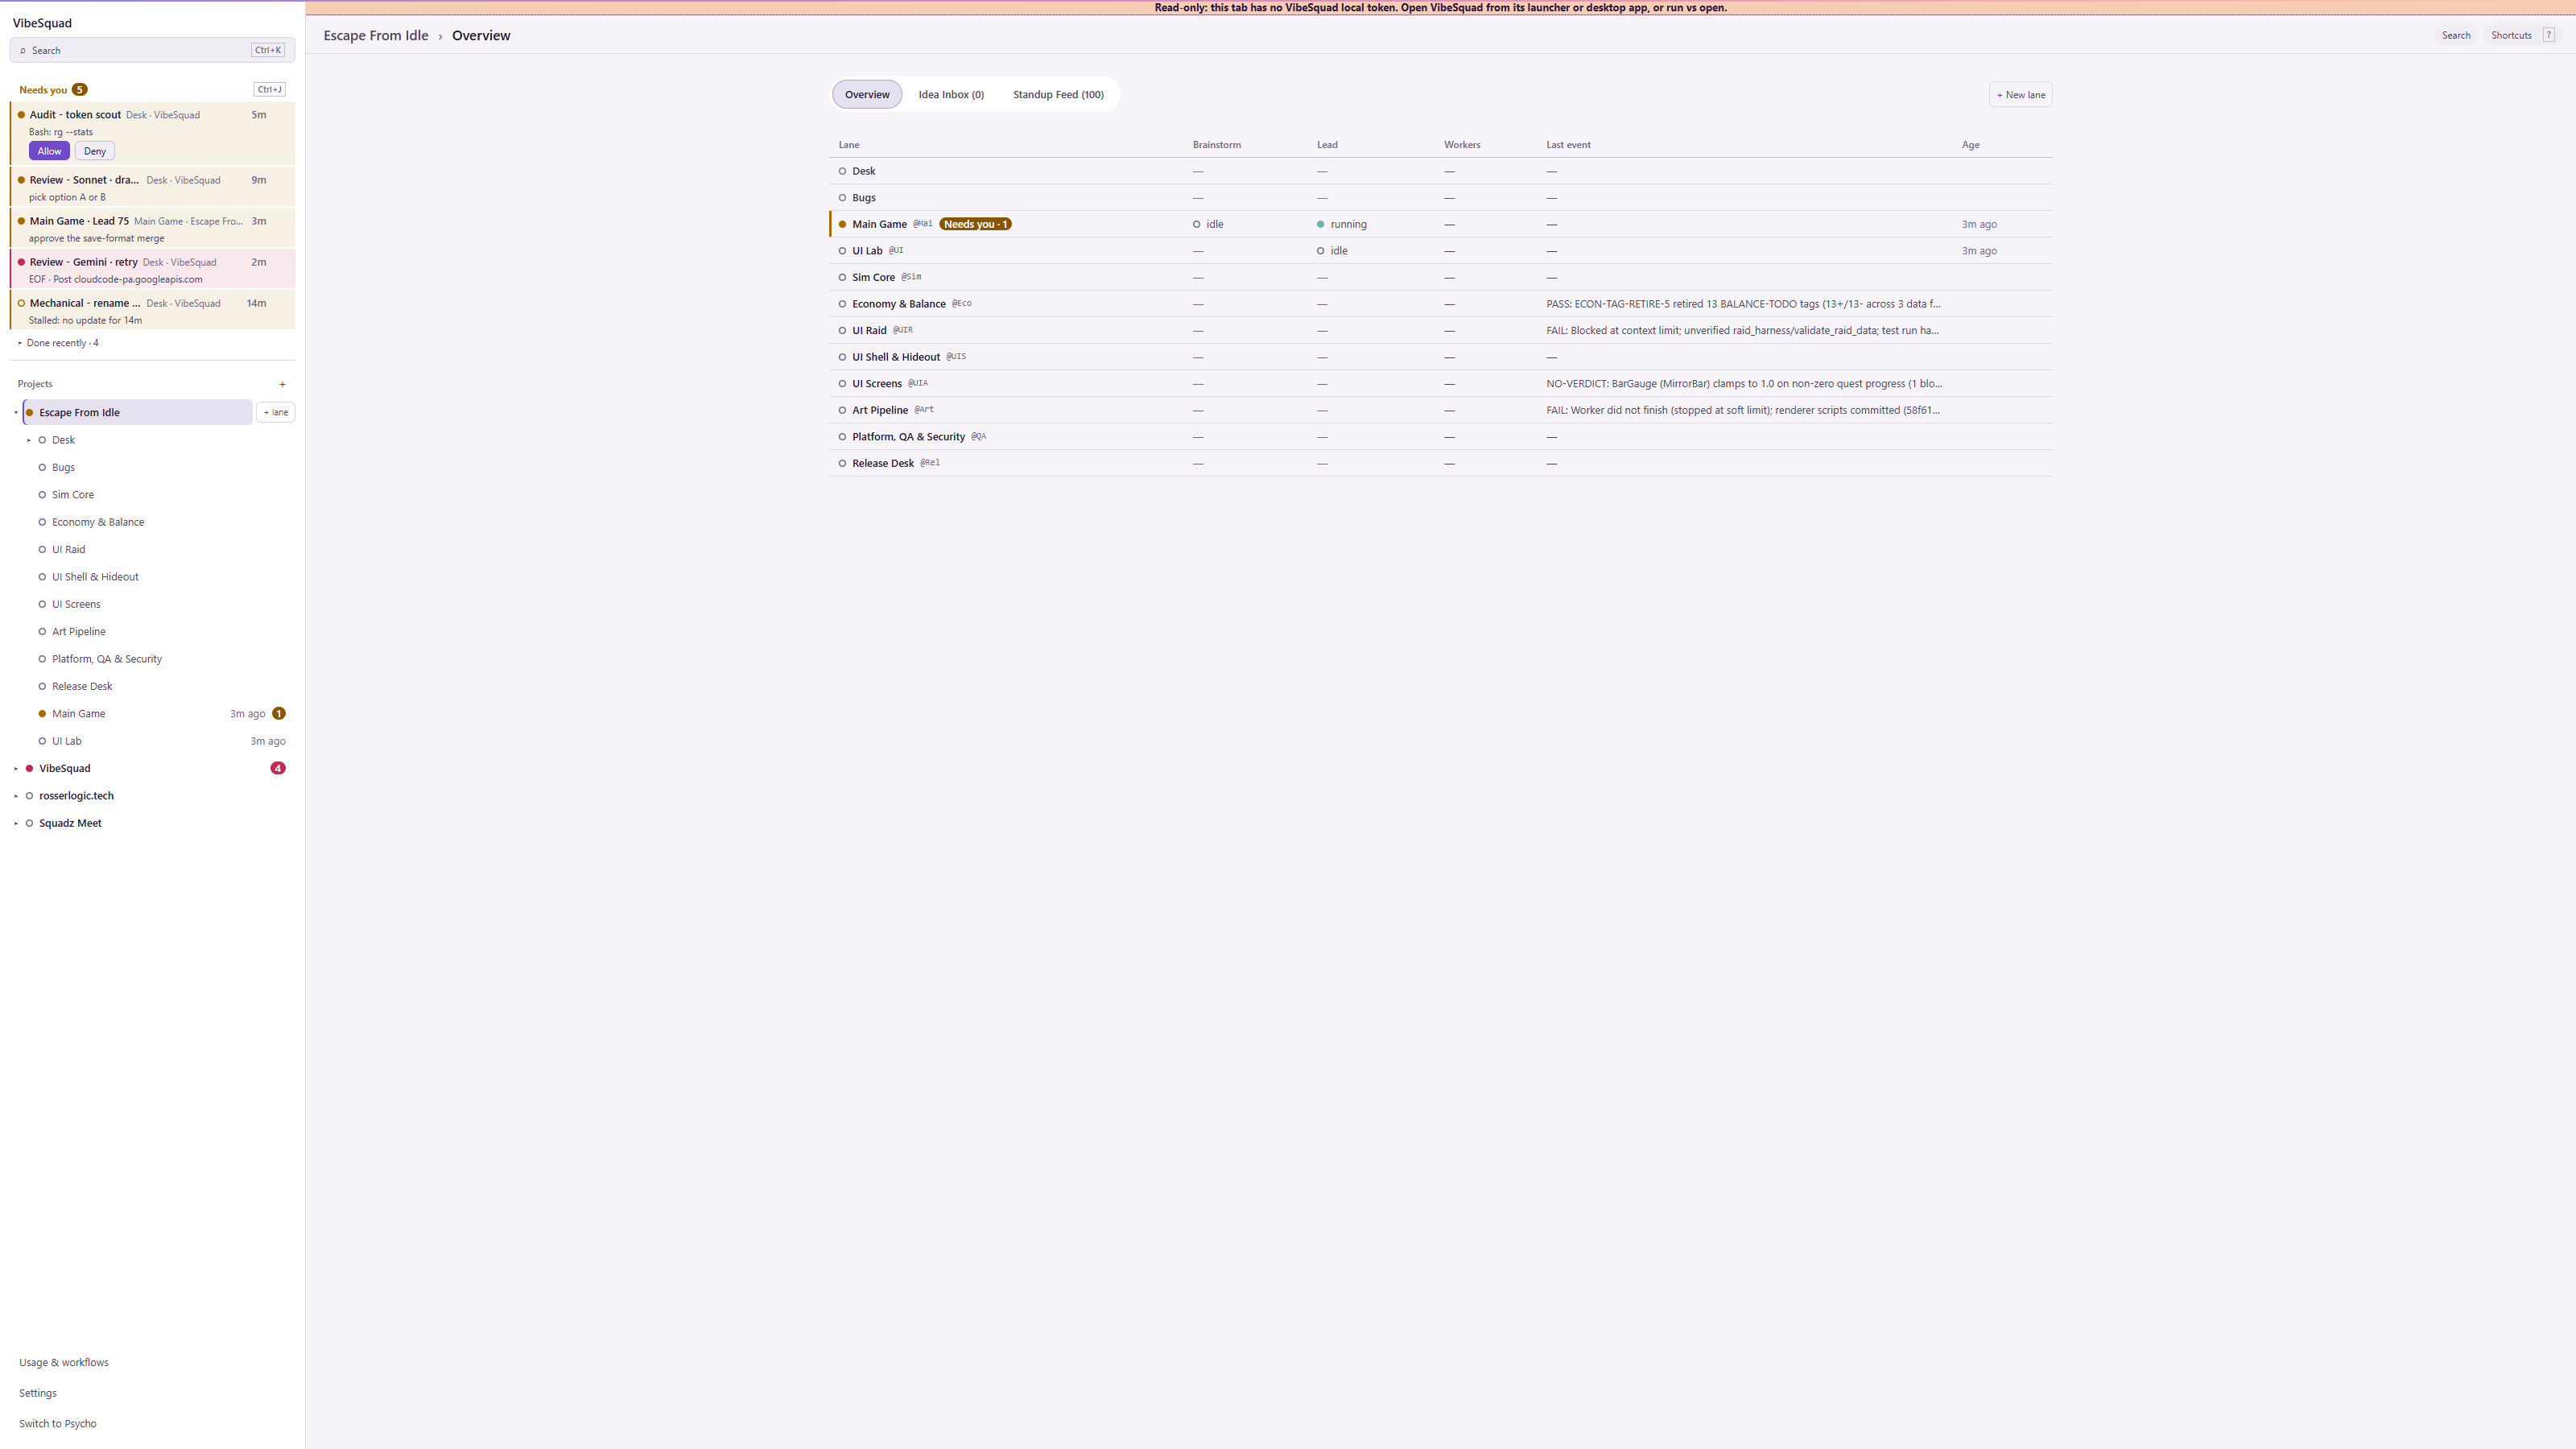 Read-only: this tab has no VibeSquad local token. Open VibeSquad from its launcher or desktop app, or run vs open.
VibeSquad
Search Ctrl+K
Needs you 5 Ctrl+J
Audit - token scout Desk · VibeSquad 5m
Bash: rg --stats
Allow Deny
Review - Sonnet · dra... Desk · VibeSquad 9m
pick option A or B
Main Game · Lead 75 Main Game · Escape Fro... 3m
approve the save-format merge
Review - Gemini · retry Desk · VibeSquad 2m
EOF · Post cloudcode-pa.googleapis.com
Mechanical - rename ... Desk · VibeSquad 14m
Stalled: no update for 14m
Done recently · 4
Projects +
Escape From Idle + lane
Desk
Bugs
Sim Core
Economy & Balance
UI Raid
UI Shell & Hideout
UI Screens
Art Pipeline
Platform, QA & Security
Release Desk
Main Game 3m ago 1
UI Lab 3m ago
VibeSquad 4
rosserlogic.tech
Squadz Meet
Usage & workflows
Settings
Switch to Psycho
Escape From Idle › Overview
Search Shortcuts ?
Overview Idea Inbox (0) Standup Feed (100) + New lane
Lane Brainstorm Lead Workers Last event Age
Desk — — — —
Bugs — — — —
Main Game @Mai Needs you · 1 idle running — — 3m ago
UI Lab @UI — idle — — 3m ago
Sim Core @Sim — — — —
Economy & Balance @Eco — — — PASS: ECON-TAG-RETIRE-5 retired 13 BALANCE-TODO tags (13+/13- across 3 data f...
UI Raid @UIR — — — FAIL: Blocked at context limit; unverified raid_harness/validate_raid_data; test run ha...
UI Shell & Hideout @UIS — — — —
UI Screens @UIA — — — NO-VERDICT: BarGauge (MirrorBar) clamps to 1.0 on non-zero quest progress (1 blo...
Art Pipeline @Art — — — FAIL: Worker did not finish (stopped at soft limit); renderer scripts committed (58f61...
Platform, QA & Security @QA — — — —
Release Desk @Rel — — — —